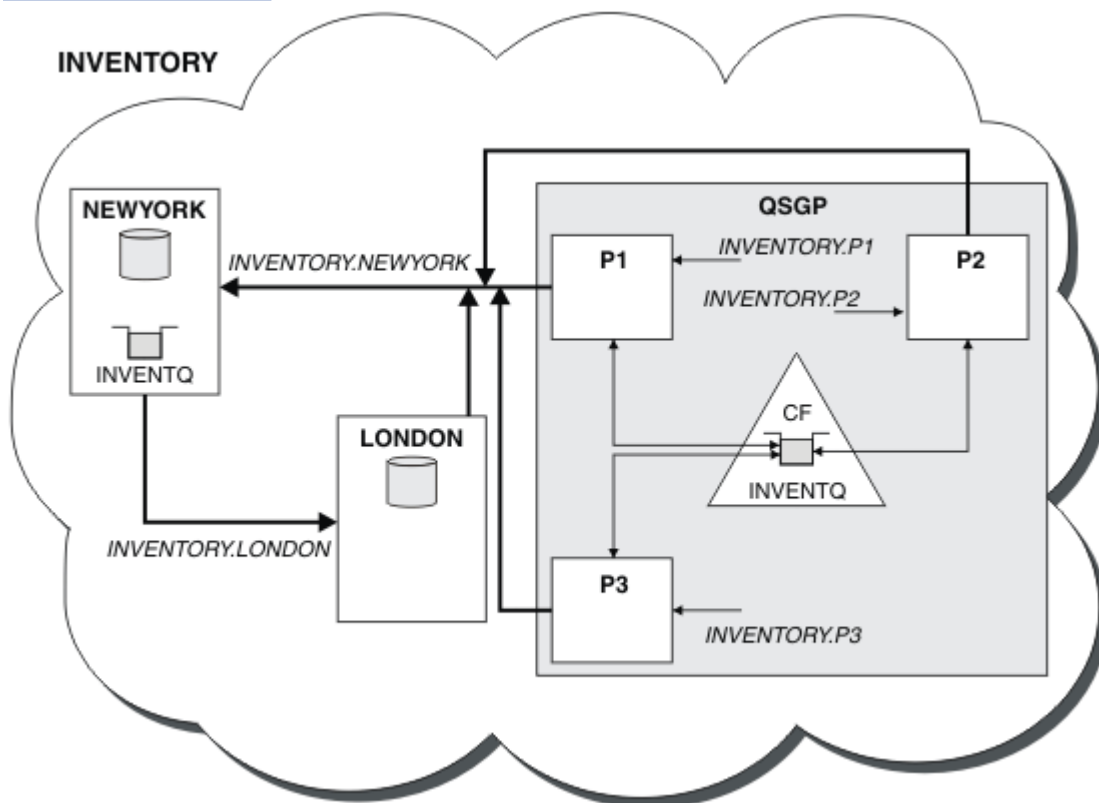 INVENTORY
NEWYORK
INVENTQ
INVENTORY.NEWYORK
INVENTORY.LONDON
LONDON
QSGP
P1
INVENTORY.P1
P2
INVENTORY.P2
CF
INVENTQ
P3
INVENTORY.P3